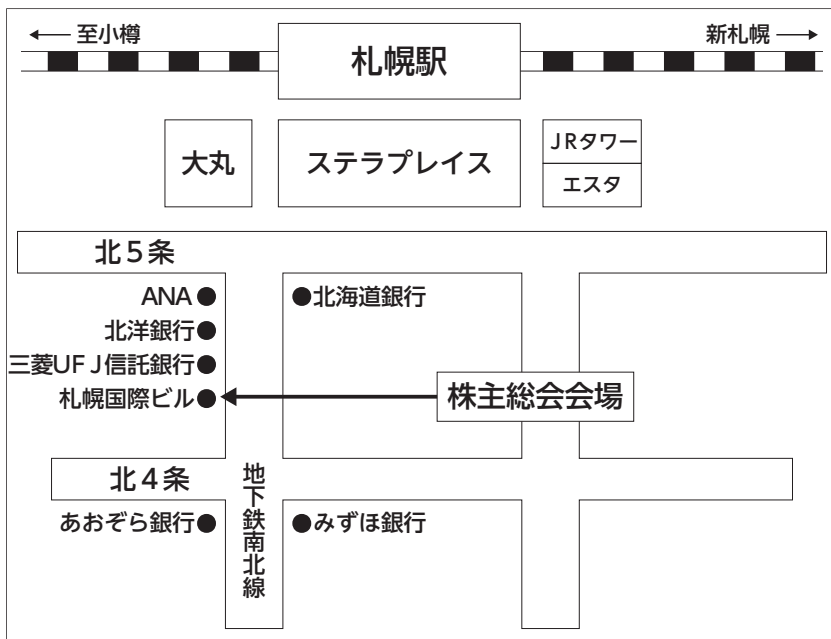 至小樽
新札幌
札幌駅
大丸
ステラプレイス
JRタワー
エスタ
北5条
ANA
北海道銀行
北洋銀行
三菱UFJ信託銀行
札幌国際ビル
株主総会会場
北4条
地下鉄南北線
あおぞら銀行
みずほ銀行